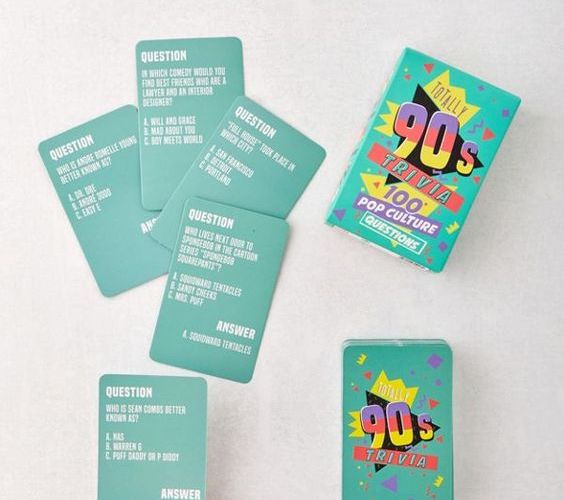 QUESTION
IN WHICH COMEDY WOULD YOU
FIND BEST FRIENDS WHO ARE A
LAWYER AND AN INTERIOR
DESIGNER?
A. WILL AND GRACE
B. MAD ABOUT YOU
C. BOY MEETS WORLD
QUESTION
WHO IS ANDRE ROMELLE YOUNG
BETTER KNOWN AS?
A. DR. DRE
B. ANDRE 3000
C. EAZY E
QUESTION
"FULL HOUSE" TOOK PLACE IN
WHICH CITY?
A. SAN FRANCISCO
B. DETROIT
C. PORTLAND
QUESTION
WHO LIVES NEXT DOOR TO
SPONGEBOB IN THE CARTOON
SERIES "SPONGEBOB
SQUAREPANTS"?
A. SQUIDWARD TENTACLES
B. SANDY CHEEKS
C. MRS. PUFF
ANSWER
A. SQUIDWARD TENTACLES
TOTALLY
90s
TRIVIA
100
POP CULTURE
QUESTIONS
QUESTION
WHO IS SEAN COMBS BETTER
KNOWN AS?
A. NAS
B. WARREN G
C. PUFF DADDY OR P DIDDY
ANSWER
TOTALLY
90s
TRIVIA